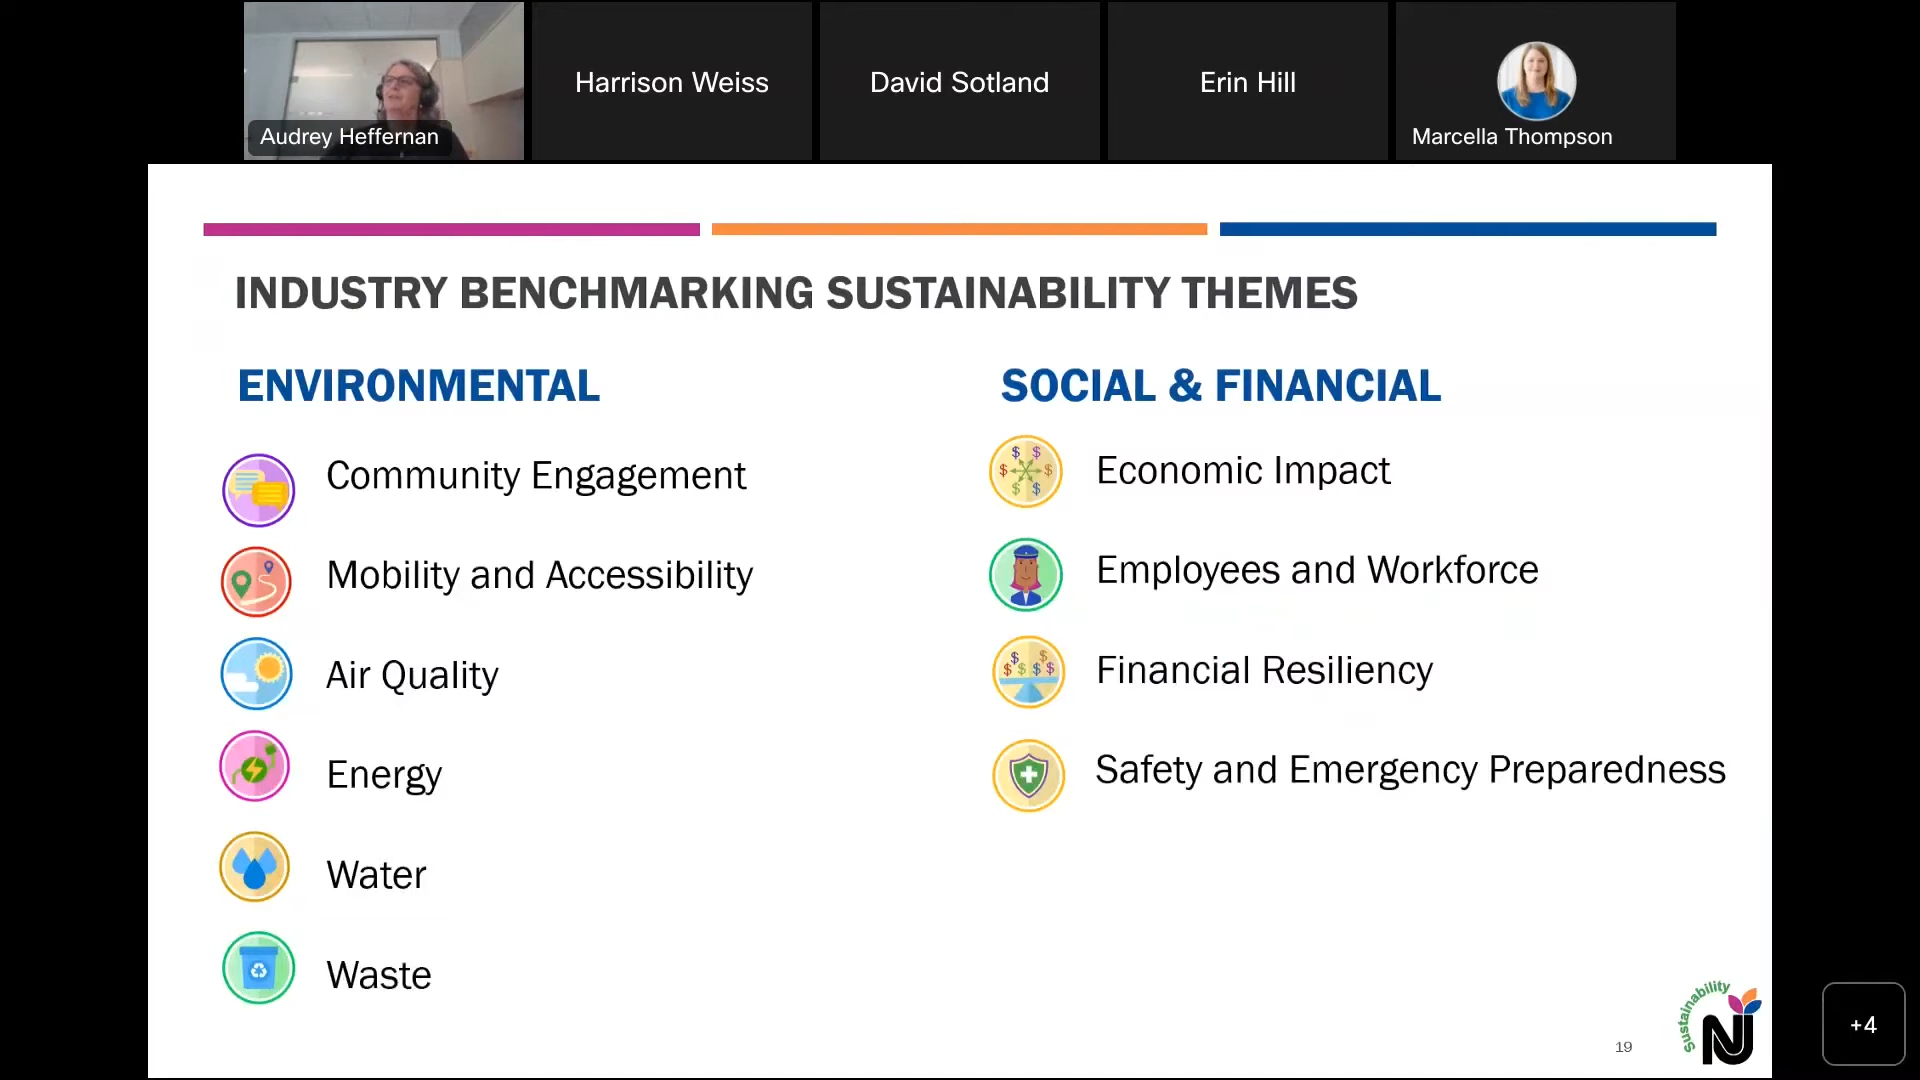 Audrey Heffernan
Harrison Weiss
David Sotland
Erin Hill
Marcella Thompson
INDUSTRY BENCHMARKING SUSTAINABILITY THEMES
ENVIRONMENTAL
Community Engagement
Mobility and Accessibility
Air Quality
Energy
Water
Waste
SOCIAL & FINANCIAL
Economic Impact
Employees and Workforce
Financial Resiliency
Safety and Emergency Preparedness
19
Sustainability
NJ
+4